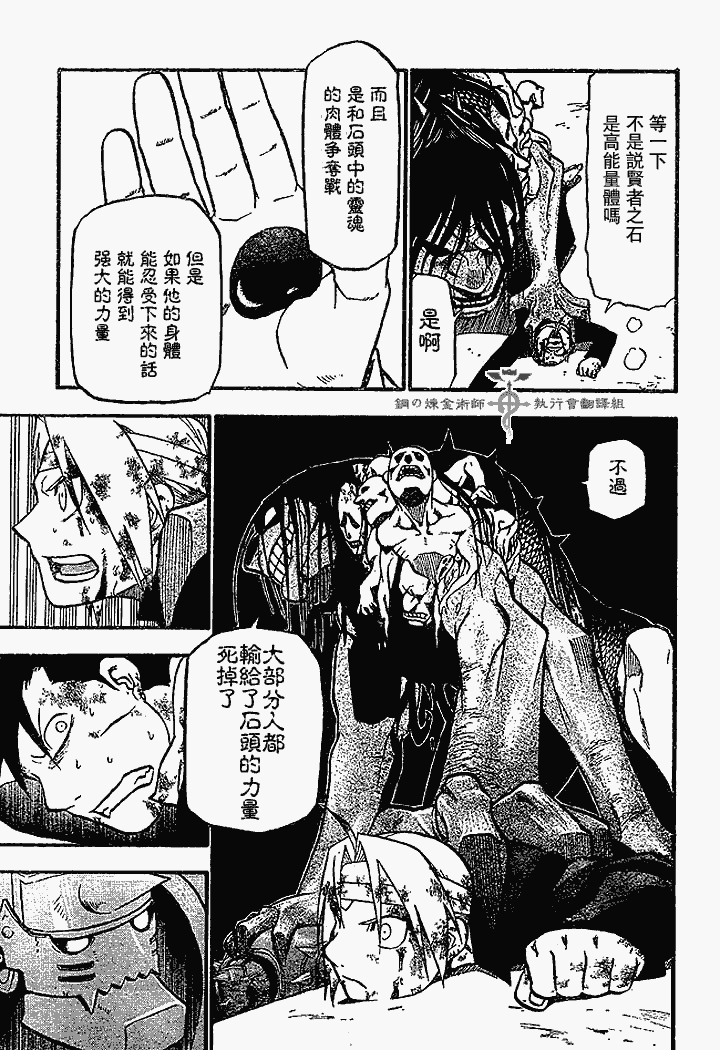 等一下
不是說賢者之石
是高能量體嗎
是啊
而且
是和石頭中的靈魂
的肉體爭奪戰
但是
如果他的身體
能忍受下來的話
就能得到
强大的力量
鋼の煉金術師 執行會翻譯組
不過
大部分人都
輸給了石頭的力量
死掉了